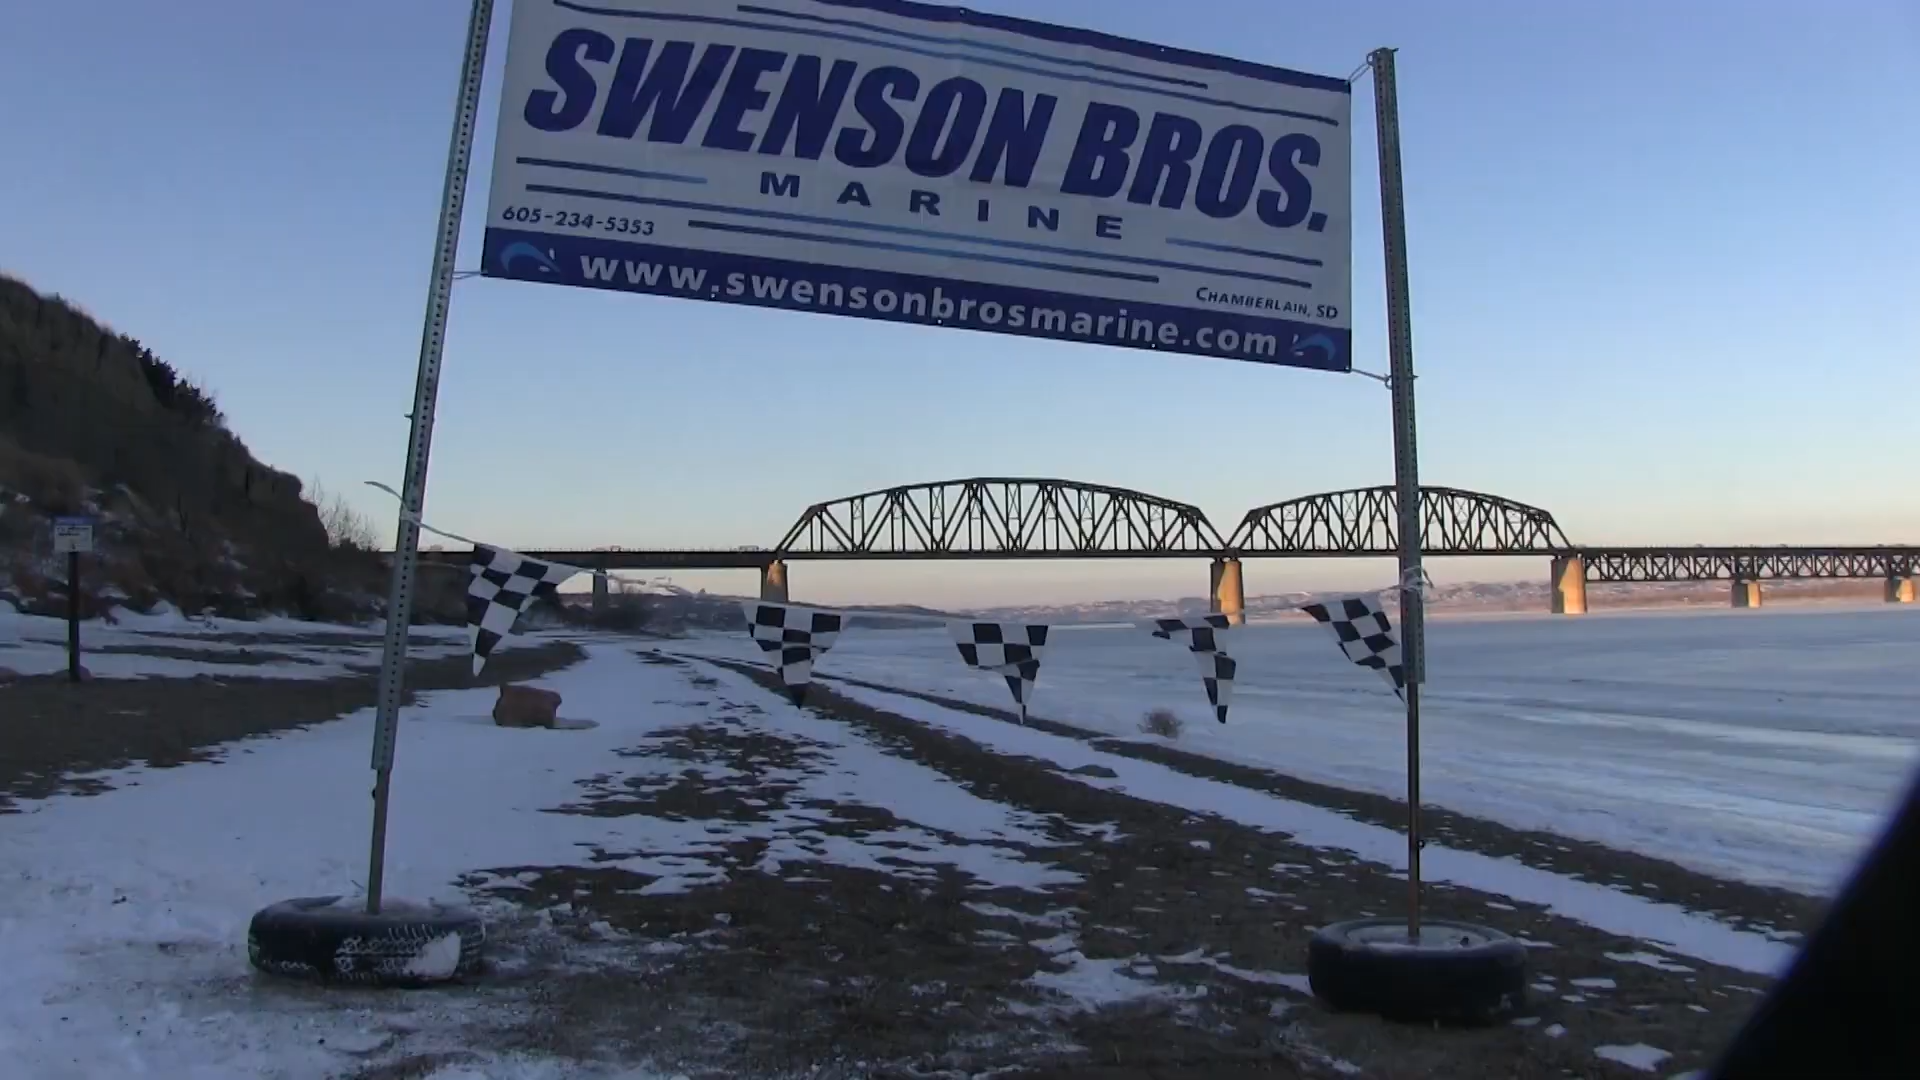 SWENSON BROS.
MARINE
605-234-5353
CHAMBERLAIN, SD
www.swensonbrosmarine.com